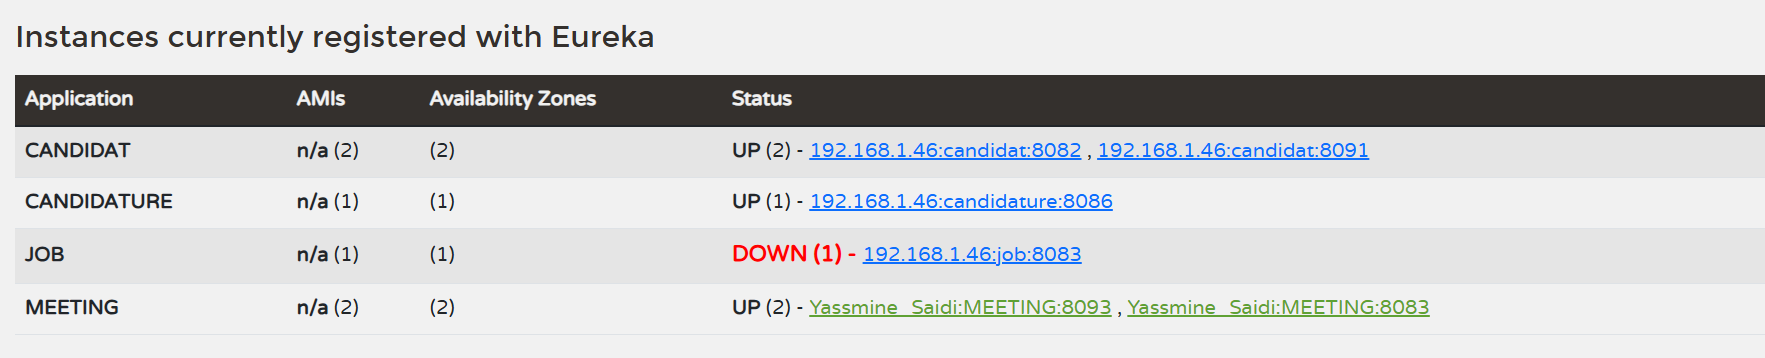 Instances currently registered with Eureka
Application AMIs Availability Zones Status
CANDIDAT n/a (2) (2) UP (2) - 192.168.1.46:candidat:8082 , 192.168.1.46:candidat:8091
CANDIDATURE n/a (1) (1) UP (1) - 192.168.1.46:candidature:8086
JOB n/a (1) (1) DOWN (1) - 192.168.1.46:job:8083
MEETING n/a (2) (2) UP (2) - Yassmine_Saidi:MEETING:8093 , Yassmine_Saidi:MEETING:8083